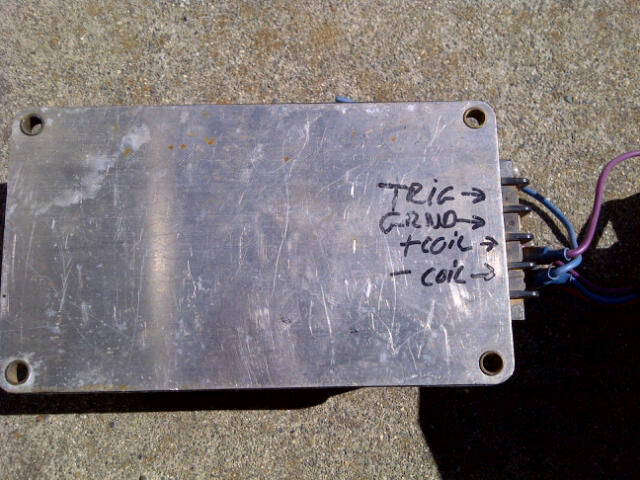 TRIG →
GRND →
+COIL →
- COIL →